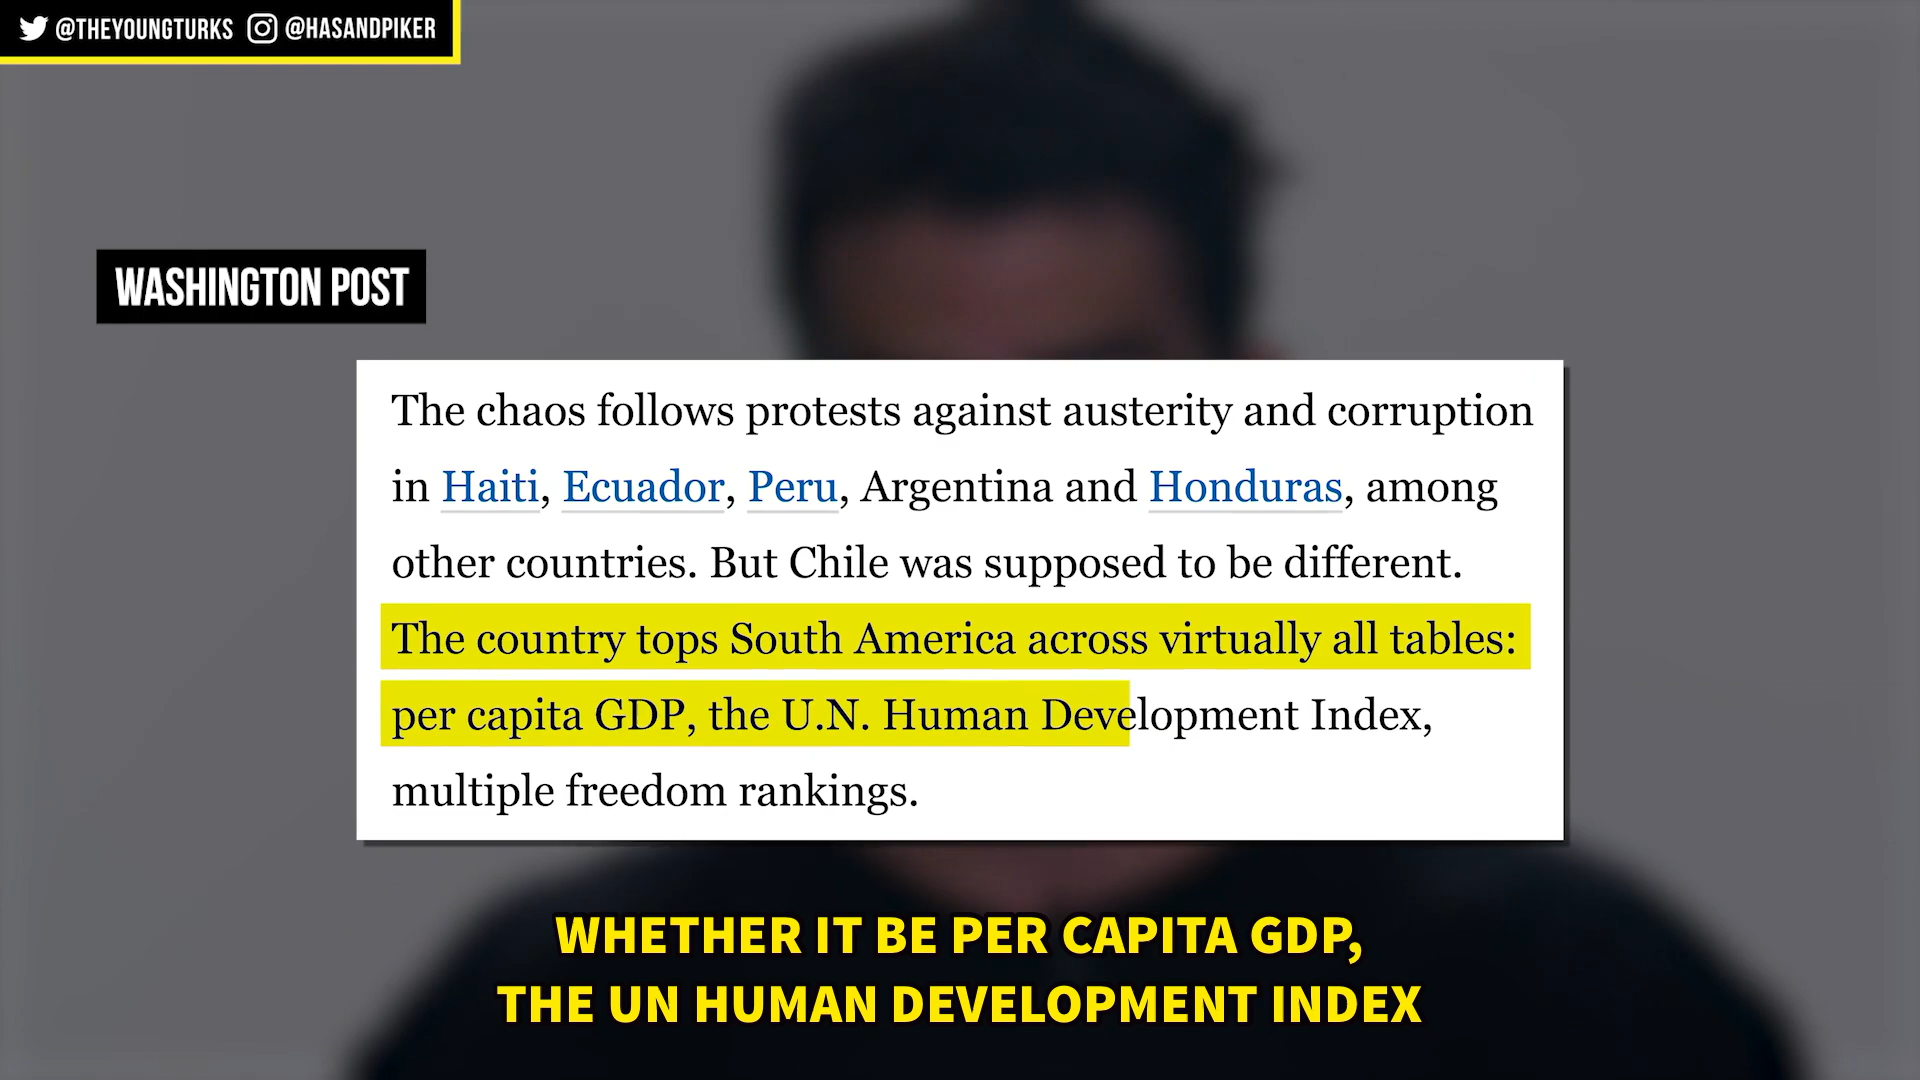 @THEYOUNGTURKS @HASANDPIKER
WASHINGTON POST
The chaos follows protests against austerity and corruption
in Haiti, Ecuador, Peru, Argentina and Honduras, among
other countries. But Chile was supposed to be different.
The country tops South America across virtually all tables:
per capita GDP, the U.N. Human Development Index,
multiple freedom rankings.
WHETHER IT BE PER CAPITA GDP,
THE UN HUMAN DEVELOPMENT INDEX